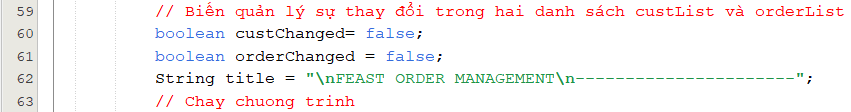 59 // Biến quản lý sự thay đổi trong hai danh sách custList và orderList
60 boolean custChanged= false;
61 boolean orderChanged = false;
62 String title = "\nFEAST ORDER MANAGEMENT\n----------------------";
63 // Chay chuong trinh